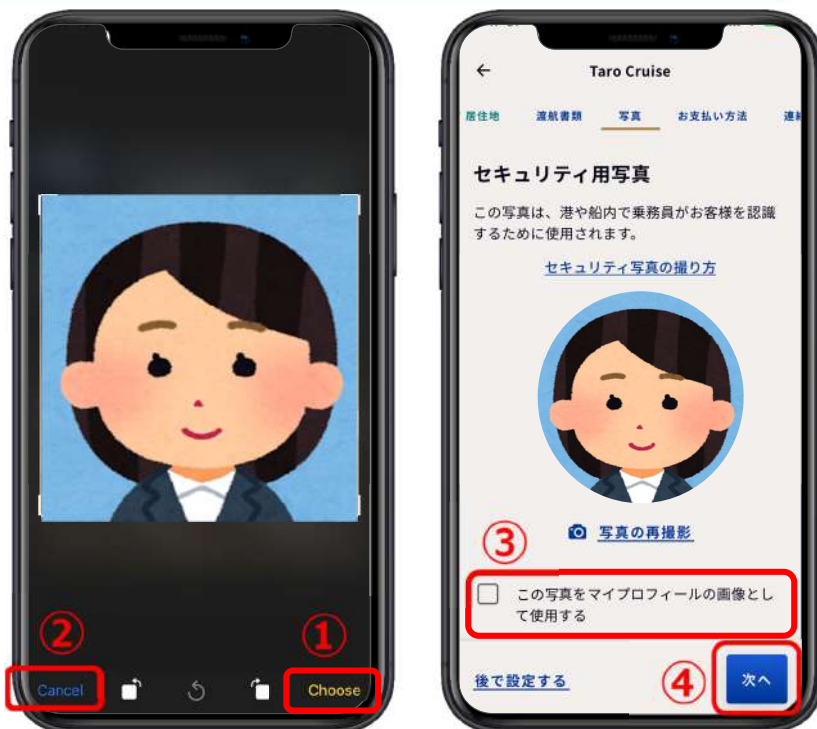 ②
①
Cancel
Choose
←
Taro Cruise
居住地 渡航書類 写真 お支払い方法
セキュリティ用写真
この写真は、港や船内で乗務員がお客様を認識
するために使用されます。
セキュリティ写真の撮り方
写真の再撮影
③
この写真をマイプロフィールの画像とし
て使用する
後で設定する
④
次へ